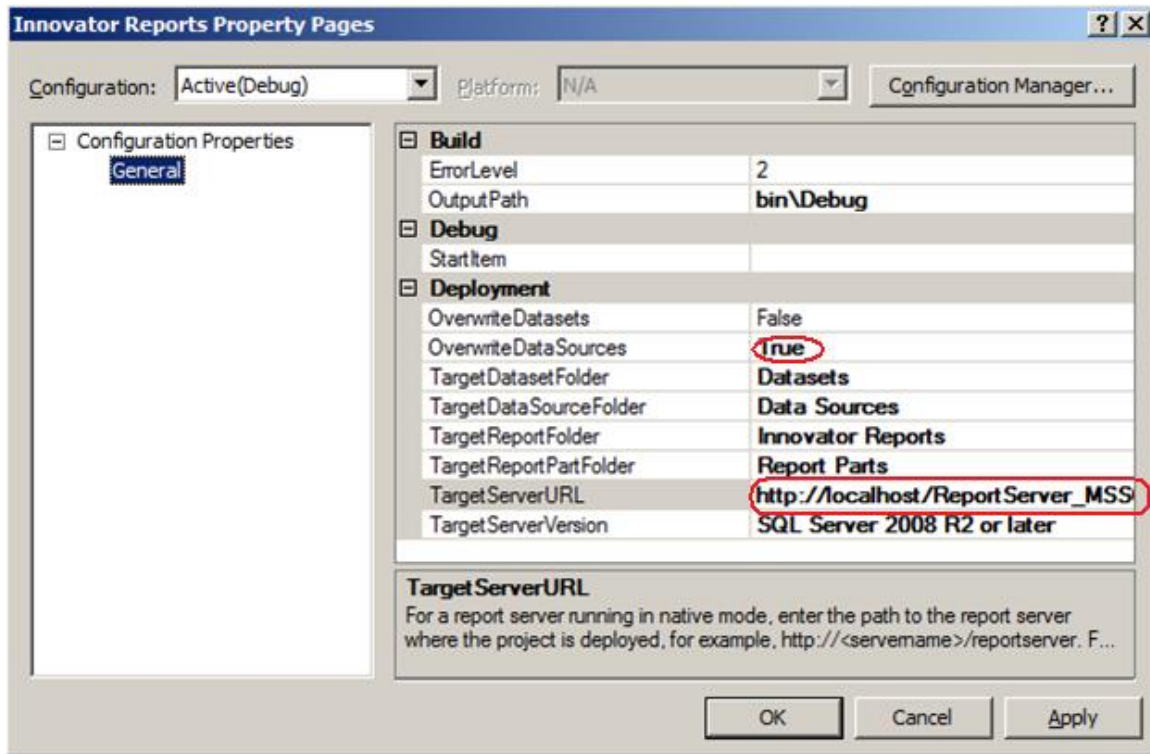 Innovator Reports Property Pages
Configuration: Active(Debug) Platform: N/A Configuration Manager...
Configuration Properties
General
Build
ErrorLevel 2
OutputPath bin\Debug
Debug
StartItem
Deployment
OverwriteDatasets False
OverwriteDataSources True
TargetDatasetFolder Datasets
TargetDataSourceFolder Data Sources
TargetReportFolder Innovator Reports
TargetReportPartFolder Report Parts
TargetServerURL http://localhost/ReportServer_MSS
TargetServerVersion SQL Server 2008 R2 or later
TargetServerURL
For a report server running in native mode, enter the path to the report server
where the project is deployed, for example, http://<servername>/reportserver. F...
OK Cancel Apply